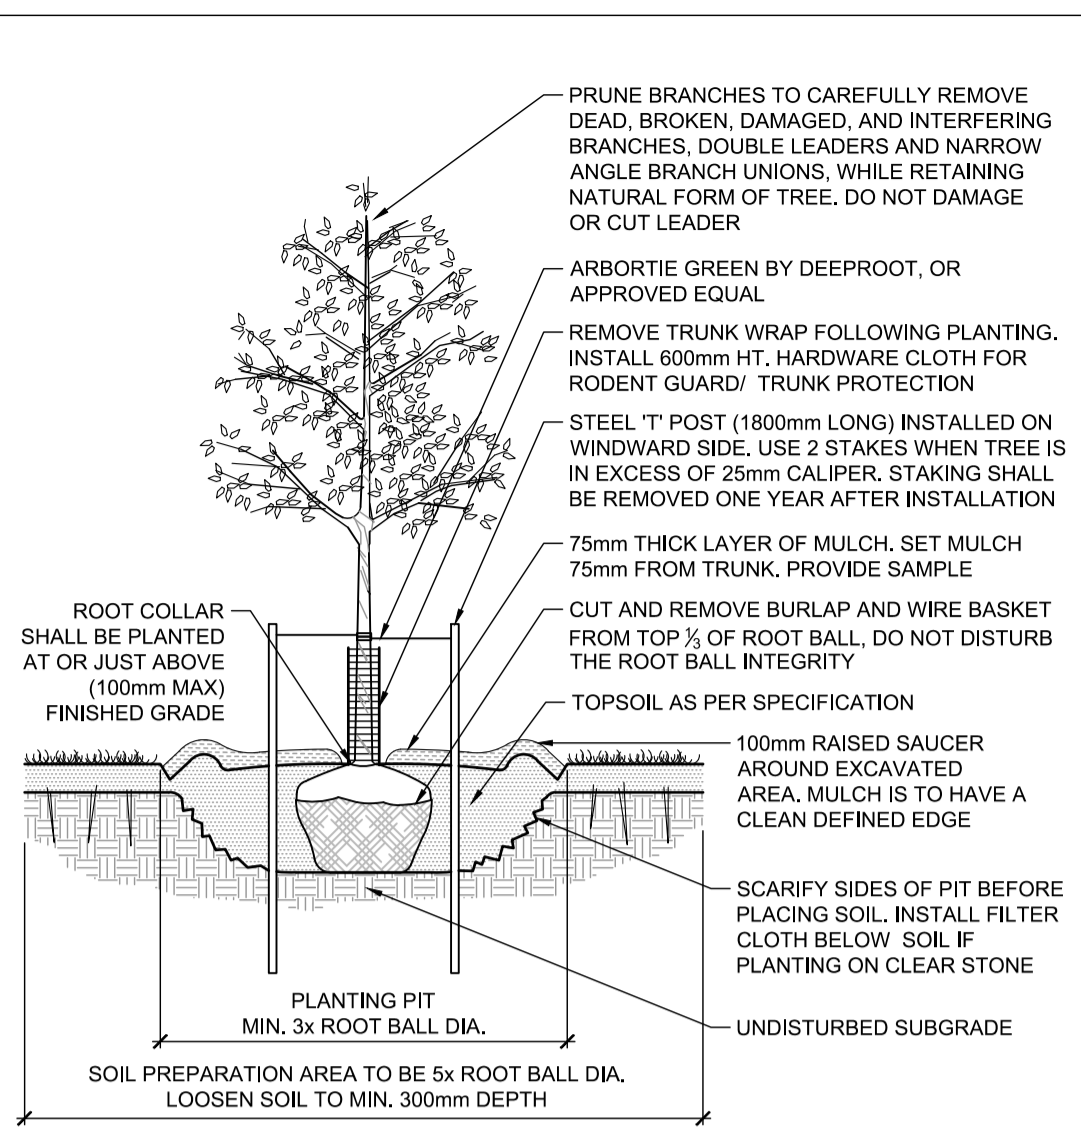 PRUNE BRANCHES TO CAREFULLY REMOVE
DEAD, BROKEN, DAMAGED, AND INTERFERING
BRANCHES, DOUBLE LEADERS AND NARROW
ANGLE BRANCH UNIONS, WHILE RETAINING
NATURAL FORM OF TREE. DO NOT DAMAGE
OR CUT LEADER
ARBORTIE GREEN BY DEEPROOT, OR
APPROVED EQUAL
REMOVE TRUNK WRAP FOLLOWING PLANTING.
INSTALL 600mm HT. HARDWARE CLOTH FOR
RODENT GUARD/ TRUNK PROTECTION
STEEL 'T' POST (1800mm LONG) INSTALLED ON
WINDWARD SIDE. USE 2 STAKES WHEN TREE IS
IN EXCESS OF 25mm CALIPER. STAKING SHALL
BE REMOVED ONE YEAR AFTER INSTALLATION
75mm THICK LAYER OF MULCH. SET MULCH
75mm FROM TRUNK. PROVIDE SAMPLE
CUT AND REMOVE BURLAP AND WIRE BASKET
FROM TOP ⅓ OF ROOT BALL, DO NOT DISTURB
THE ROOT BALL INTEGRITY
ROOT COLLAR
SHALL BE PLANTED
AT OR JUST ABOVE
(100mm MAX)
FINISHED GRADE
TOPSOIL AS PER SPECIFICATION
100mm RAISED SAUCER
AROUND EXCAVATED
AREA. MULCH IS TO HAVE A
CLEAN DEFINED EDGE
SCARIFY SIDES OF PIT BEFORE
PLACING SOIL. INSTALL FILTER
CLOTH BELOW SOIL IF
PLANTING ON CLEAR STONE
UNDISTURBED SUBGRADE
PLANTING PIT
MIN. 3x ROOT BALL DIA.
SOIL PREPARATION AREA TO BE 5x ROOT BALL DIA.
LOOSEN SOIL TO MIN. 300mm DEPTH